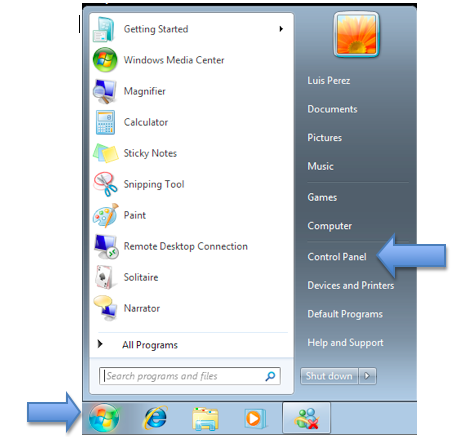 Getting Started
Windows Media Center
Magnifier
Calculator
Sticky Notes
Snipping Tool
Paint
Remote Desktop Connection
Solitaire
Narrator
All Programs
Search programs and files
Luis Perez
Documents
Pictures
Music
Games
Computer
Control Panel
Devices and Printers
Default Programs
Help and Support
Shut down